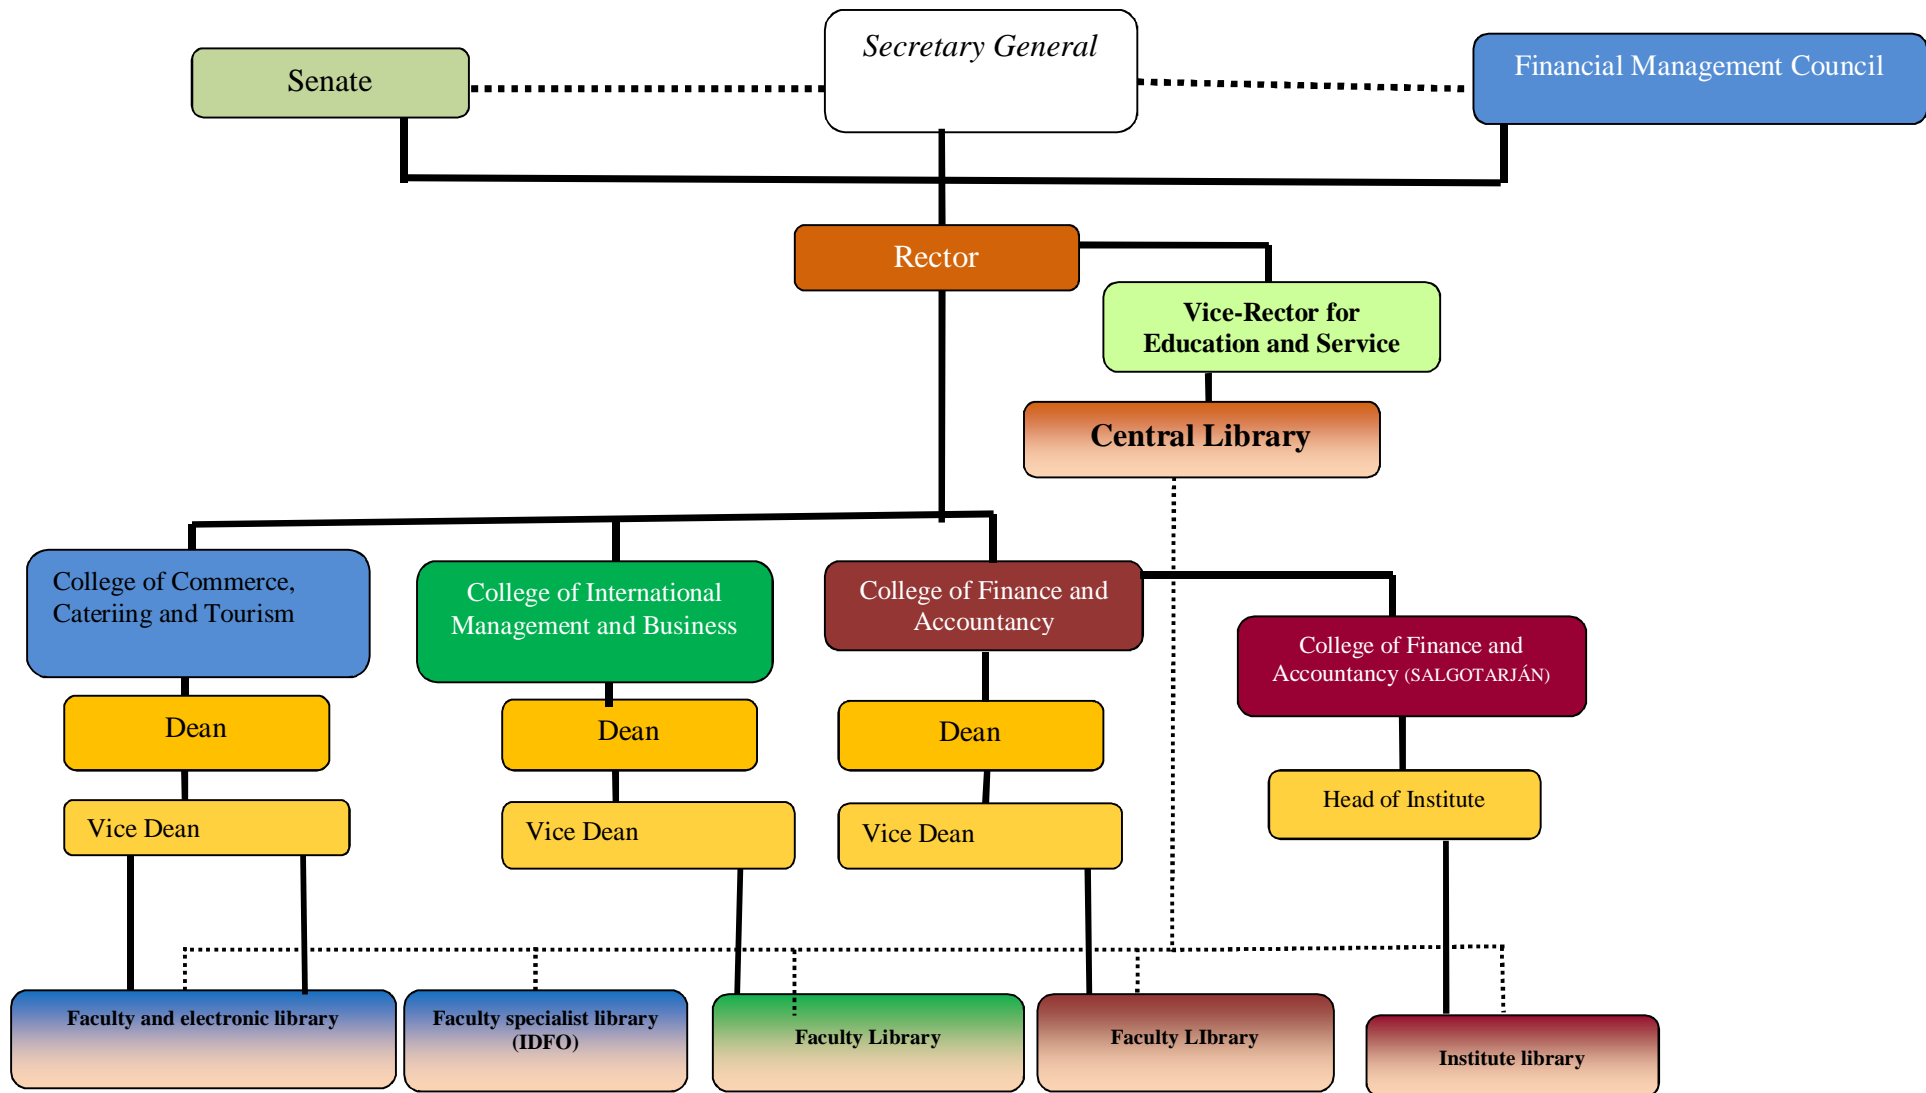 Secretary General
Senate
Financial Management Council
Rector
Vice-Rector for
Education and Service
Central Library
College of Commerce,
Cateriing and Tourism
College of International
Management and Business
College of Finance and
Accountancy
College of Finance and
Accountancy (SALGOTARJÁN)
Dean
Dean
Dean
Head of Institute
Vice Dean
Vice Dean
Vice Dean
Faculty and electronic library
Faculty specialist library
(IDFO)
Faculty Library
Faculty LIbrary
Institute library